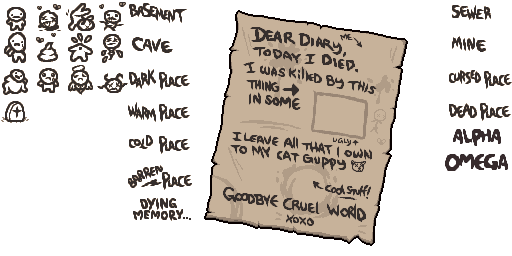 BASEMENT
CAVE
DARK PLACE
WARM PLACE
COLD PLACE
BARREN PLACE
DYING
MEMORY...
DEAR DIARY,
ME
TODAY I DIED.
I WAS KILLED BY THIS
THING
IN SOME
UGLY
I LEAVE ALL THAT I OWN
TO MY CAT GUPPY
COOL STUFF!
GOODBYE CRUEL WORLD
XOXO
SEWER
MINE
CURSED PLACE
DEAD PLACE
ALPHA
OMEGA